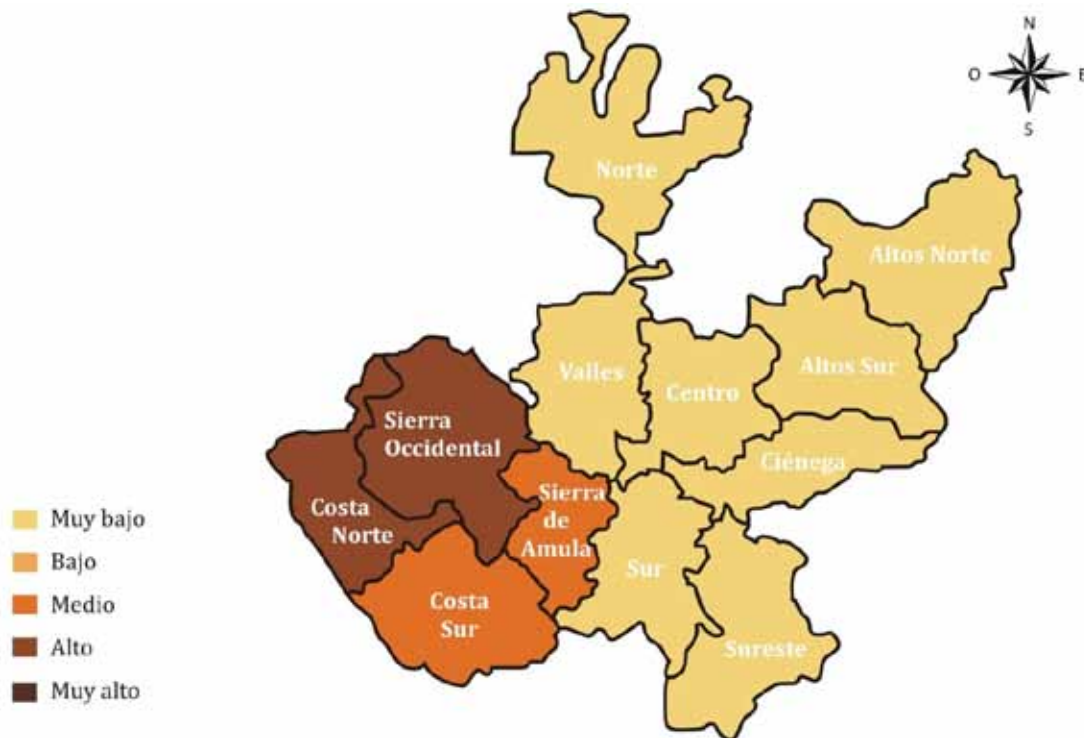 N
O
E
S
Norte
Altos Norte
Valles
Centro
Altos Sur
Sierra
Occidental
Ciénega
Costa
Norte
Sierra
de
Amula
Sur
Costa
Sur
Sureste
Muy bajo
Bajo
Medio
Alto
Muy alto